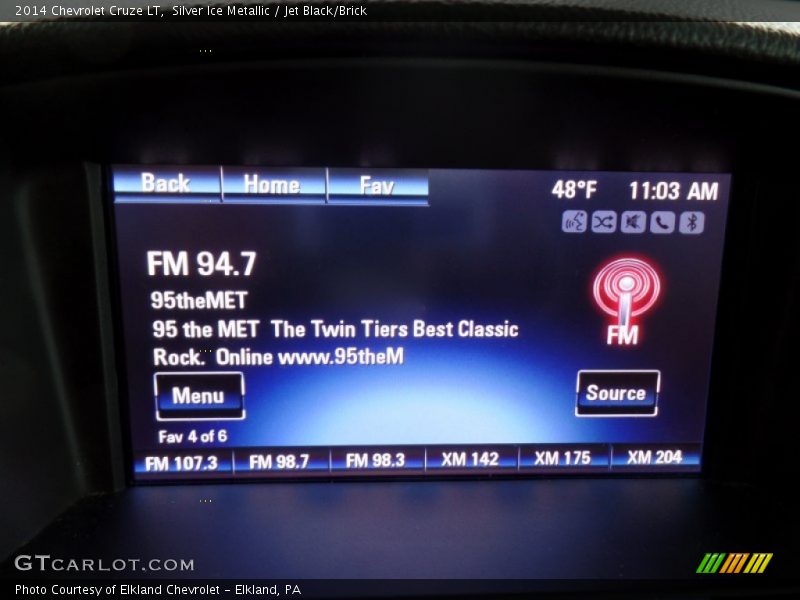 2014 Chevrolet Cruze LT, Silver Ice Metallic / Jet Black/Brick
Back Home Fav 48°F 11:03 AM
FM 94.7
95theMET
95 the MET The Twin Tiers Best Classic
Rock. Online www.95theM
FM
Menu Source
Fav 4 of 6
FM 107.3 FM 98.7 FM 98.3 XM 142 XM 175 XM 204
GTCARLOT.COM
Photo Courtesy of Elkland Chevrolet - Elkland, PA